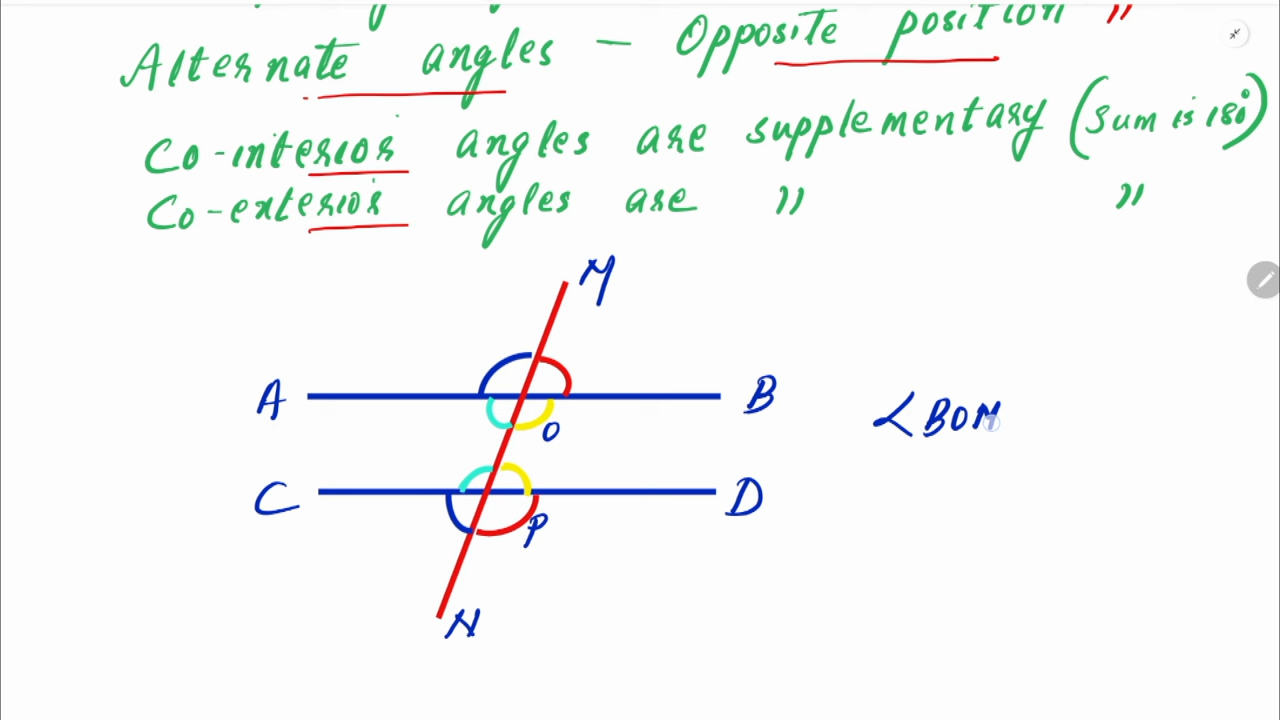 Alternate angles – Opposite position "
Co-interior angles are supplementary (Sum is 180°)
Co-exterior angles are " "
M
A B
∠BOM
O
C D
P
N